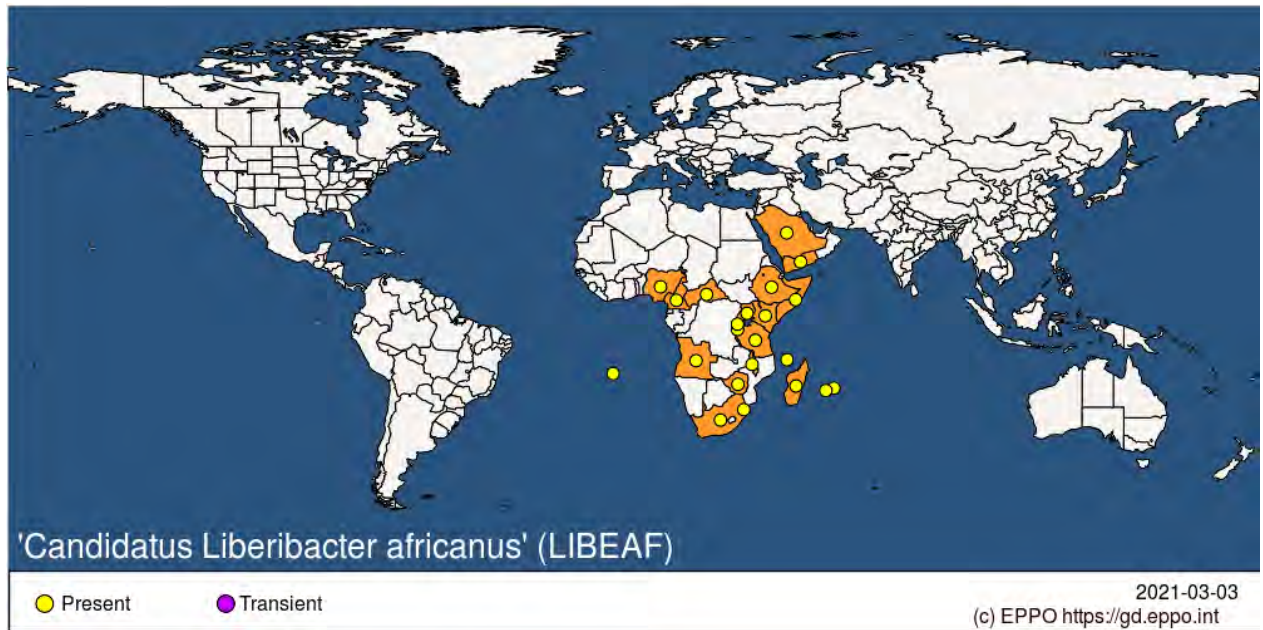 'Candidatus Liberibacter africanus' (LIBEAF)
Present
Transient
2021-03-03
(c) EPPO https://gd.eppo.int